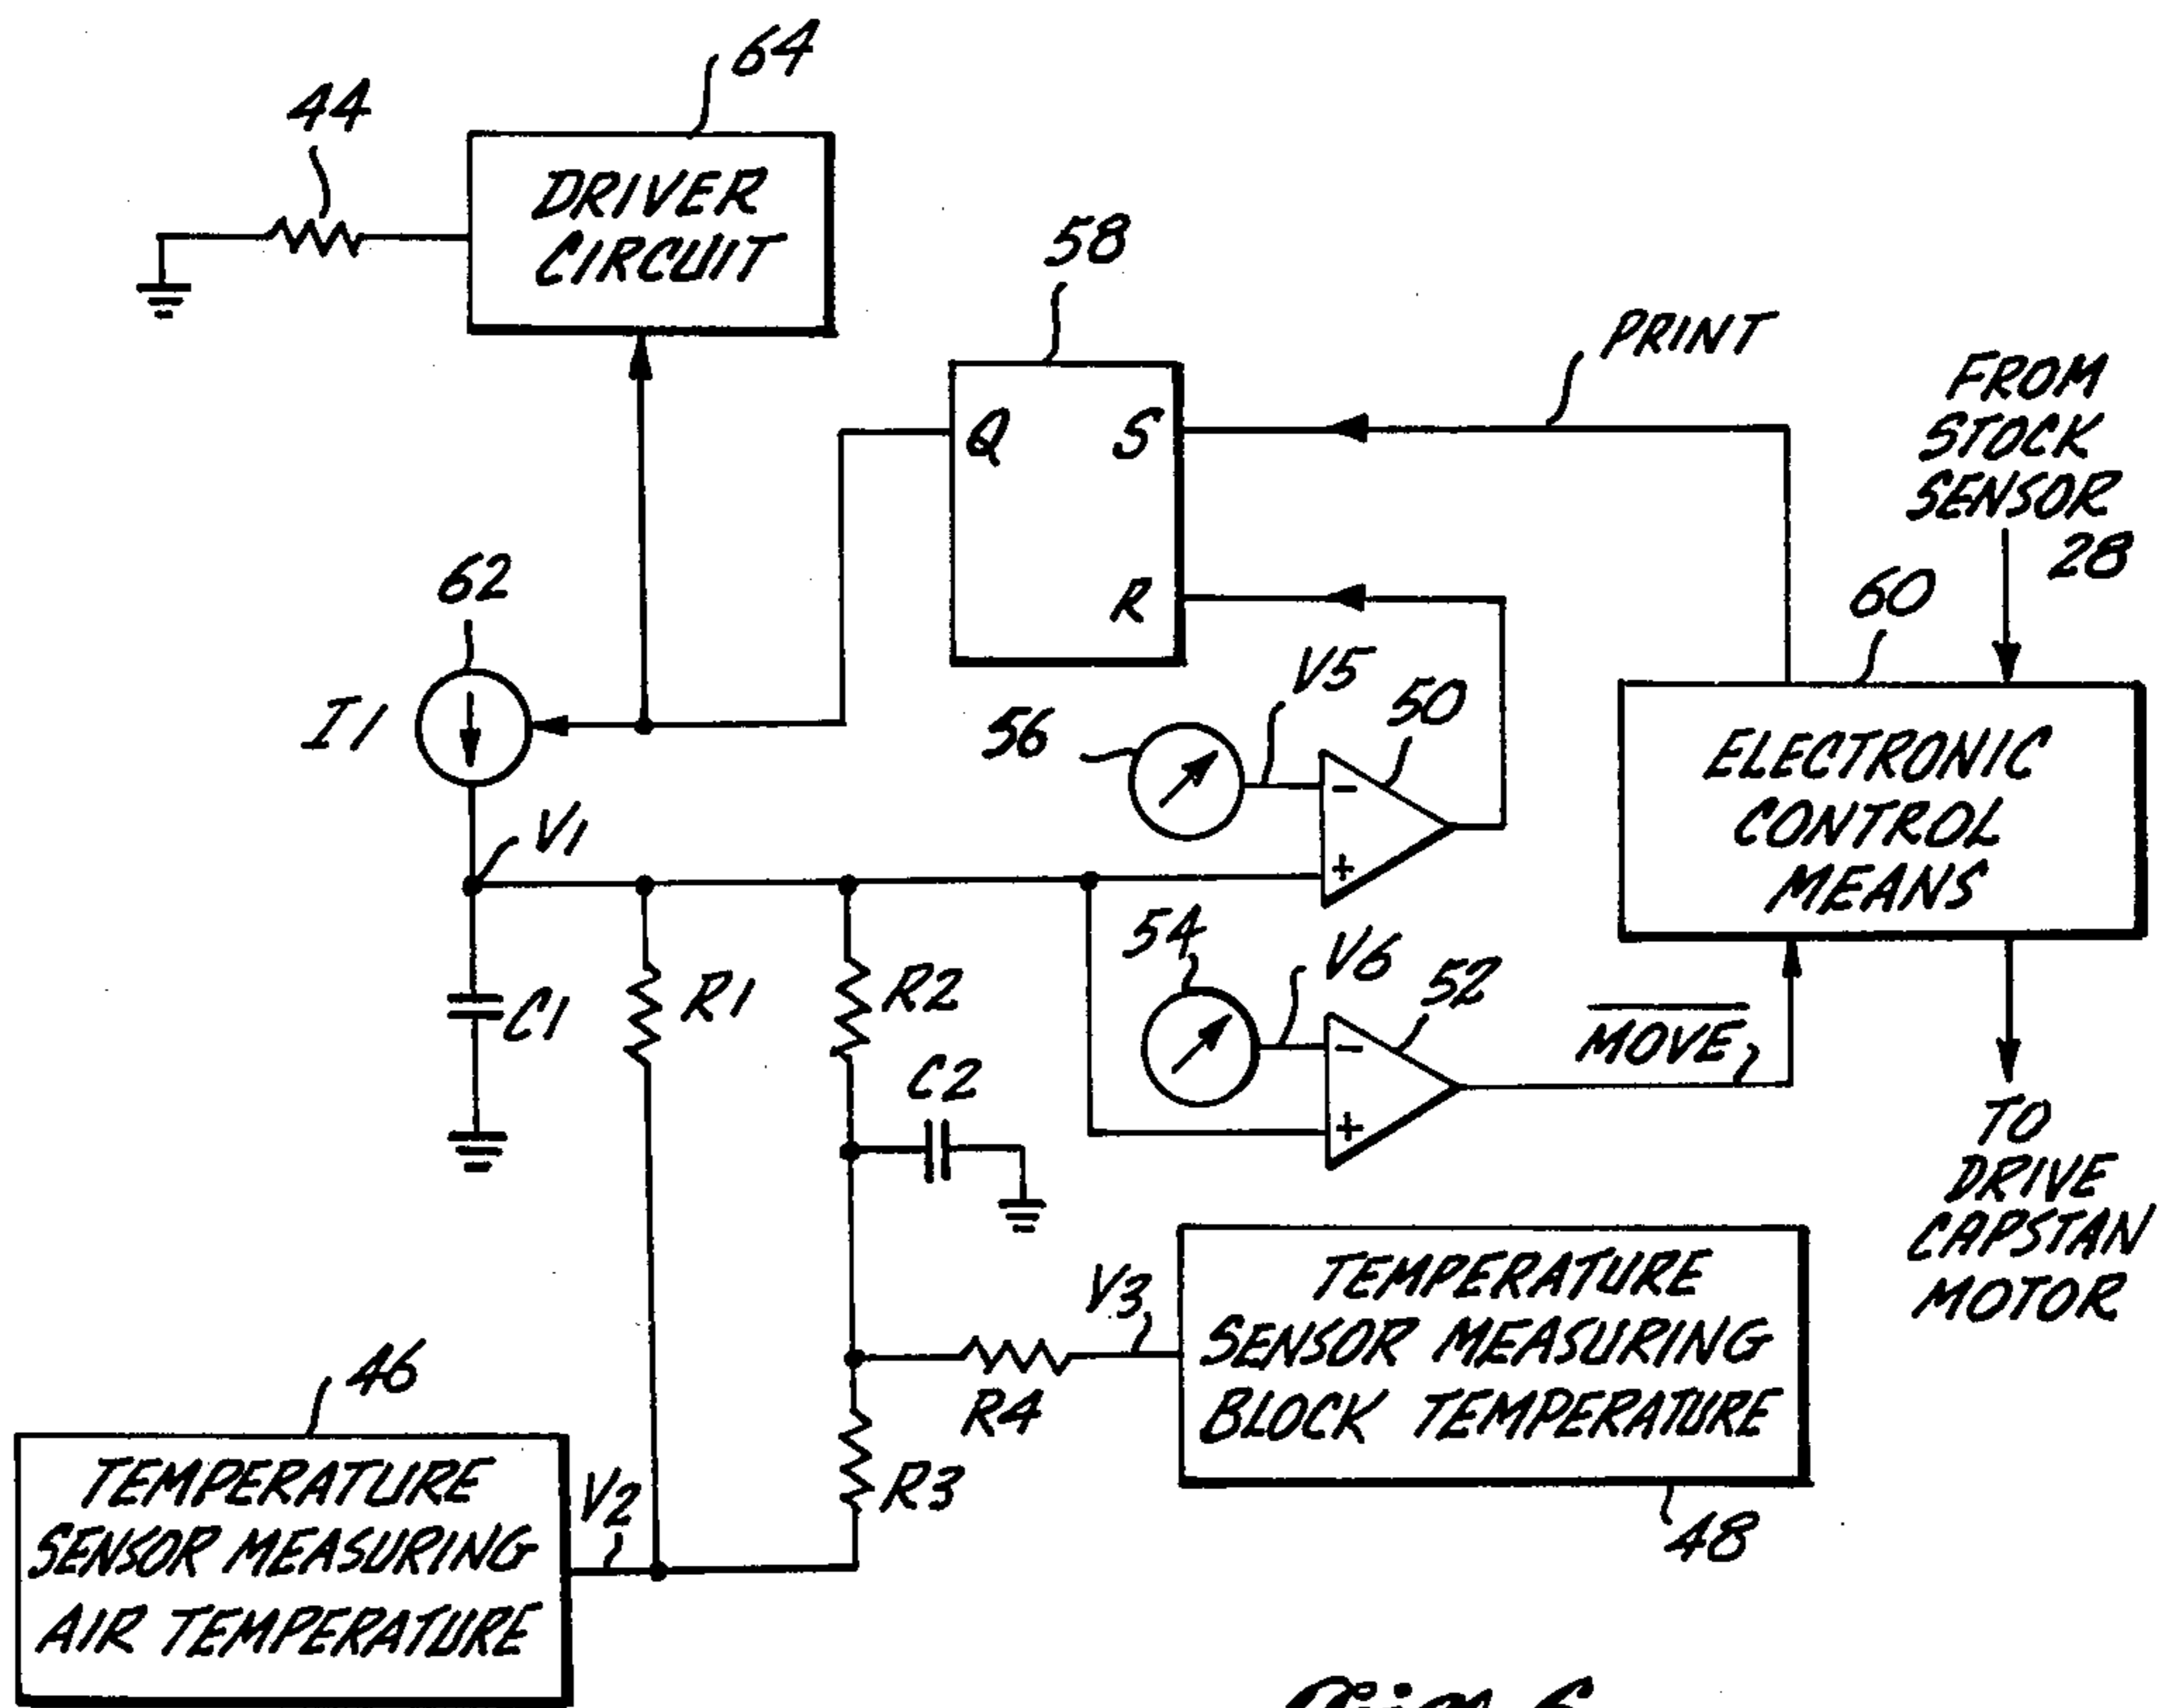 64
44
DRIVER
CIRCUIT
58
PRINT
Q
S
R
FROM
STOCK
SENSOR
28
62
I1
60
V5
50
56
-
+
ELECTRONIC
CONTROL
MEANS
V1
54
V6
52
-
+
C1
R1
R2
C2
MOVE
TO
DRIVE
CAPSTAN
MOTOR
V3
TEMPERATURE
SENSOR MEASURING
BLOCK TEMPERATURE
R4
R3
48
46
V2
TEMPERATURE
SENSOR MEASURING
AIR TEMPERATURE